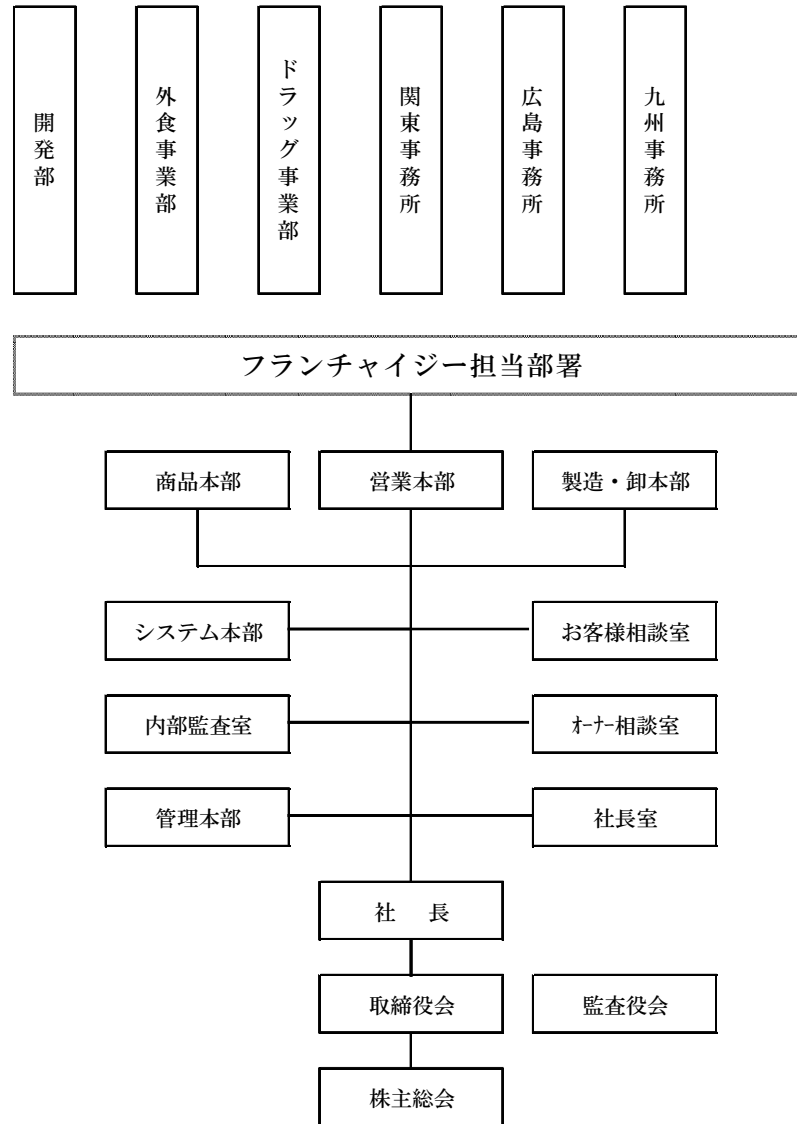 開発部
外食事業部
ドラッグ事業部
関東事務所
広島事務所
九州事務所
フランチャイジー担当部署
商品本部
営業本部
製造・卸本部
システム本部
お客様相談室
内部監査室
ｵｰﾅｰ相談室
管理本部
社長室
社　長
取締役会
監査役会
株主総会